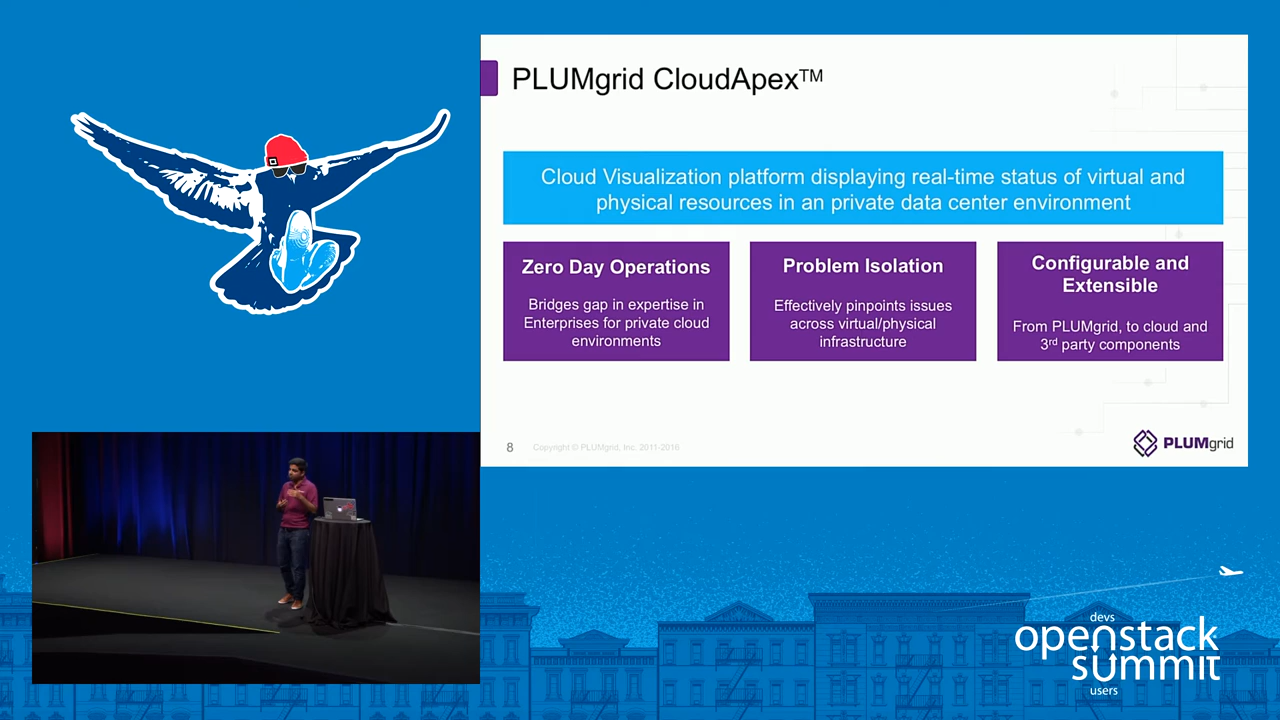 PLUMgrid CloudApex™
Cloud Visualization platform displaying real-time status of virtual and
physical resources in an private data center environment
Zero Day Operations
Bridges gap in expertise in
Enterprises for private cloud
environments
Problem Isolation
Effectively pinpoints issues
across virtual/physical
infrastructure
Configurable and
Extensible
From PLUMgrid, to cloud and
3rd party components
8
Copyright © PLUMgrid, Inc. 2011-2016
PLUMgrid
devs
openstack
summit
users